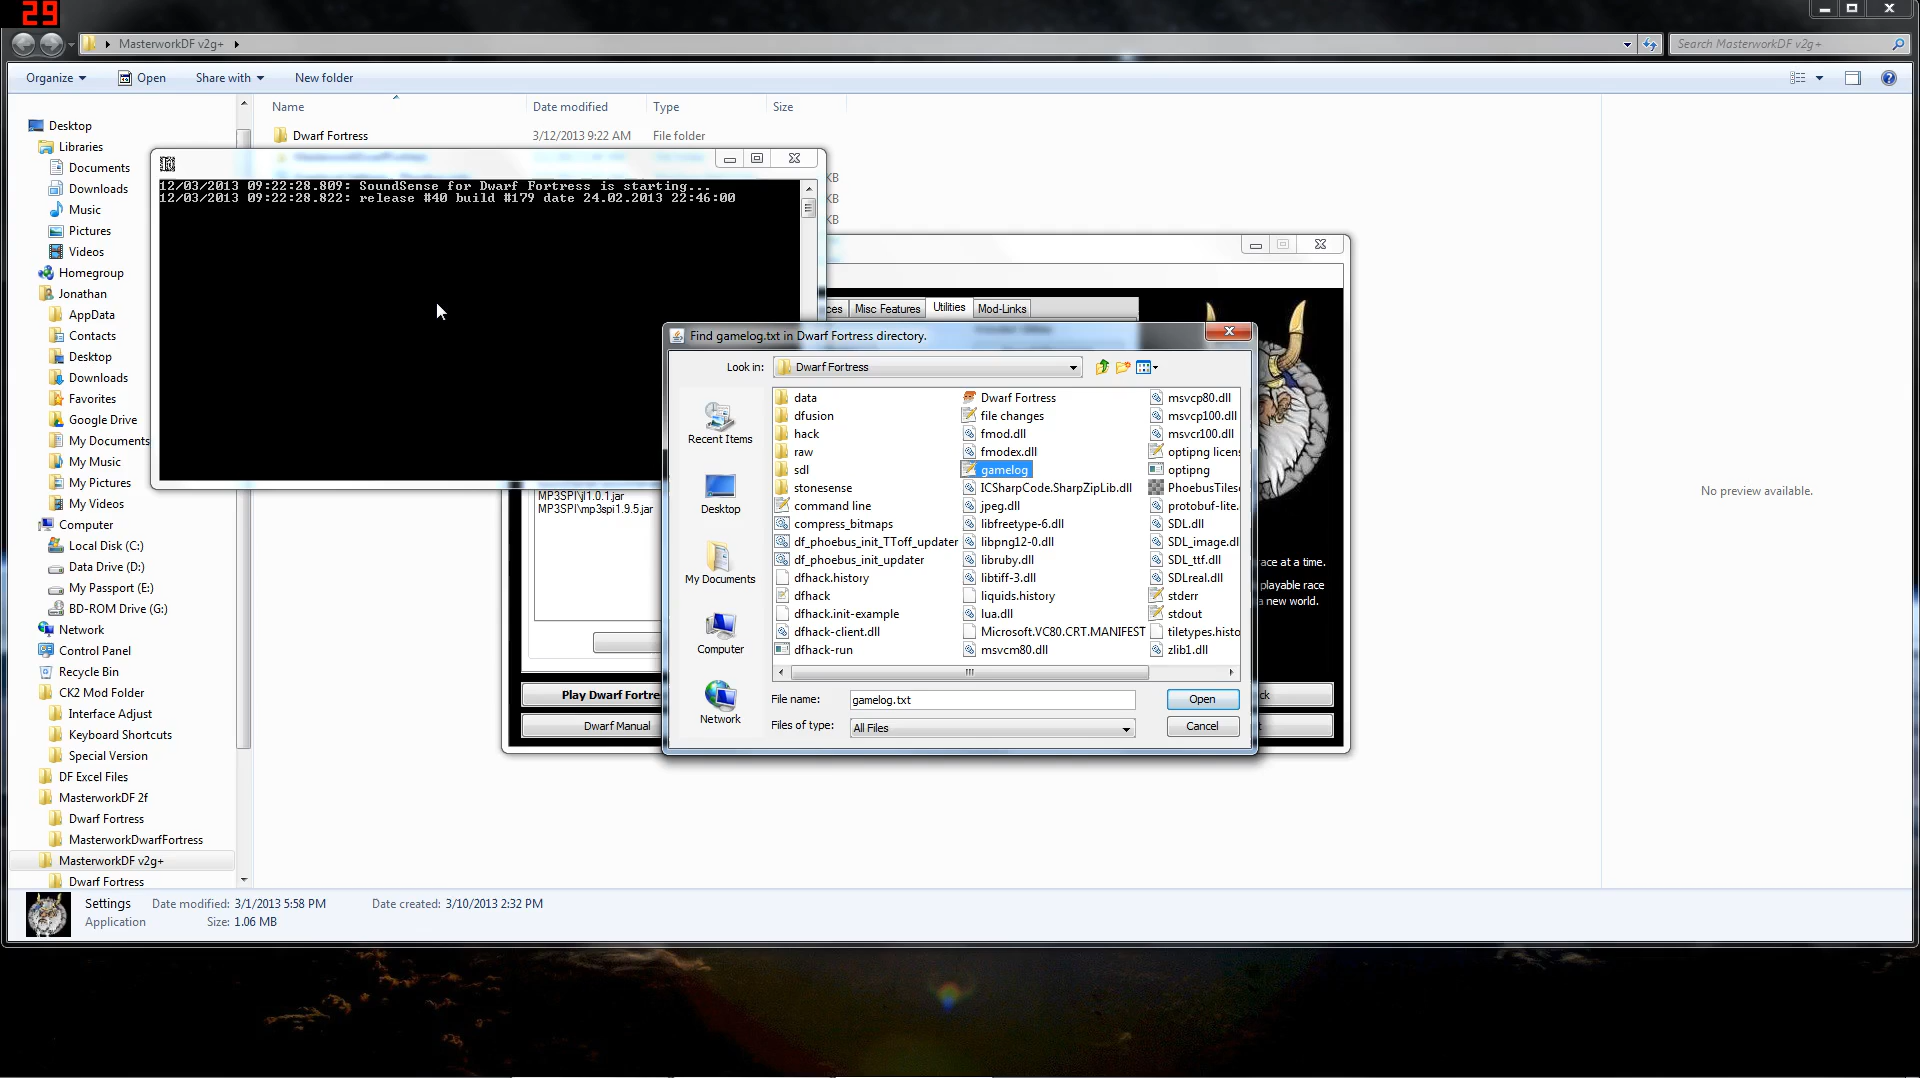 29
MasterworkDF v2g+
Search MasterworkDF v2g+
Organize
Open
Share with
New folder
Name
Date modified
Type
Size
Dwarf Fortress
3/12/2013 9:22 AM
File folder
KB
KB
KB
Desktop
Libraries
Documents
Downloads
Music
Pictures
Videos
Homegroup
Jonathan
AppData
Contacts
Desktop
Downloads
Favorites
Google Drive
My Documents
My Music
My Pictures
My Videos
Computer
Local Disk (C:)
Data Drive (D:)
My Passport (E:)
BD-ROM Drive (G:)
Network
Control Panel
Recycle Bin
CK2 Mod Folder
Interface Adjust
Keyboard Shortcuts
Special Version
DF Excel Files
MasterworkDF 2f
Dwarf Fortress
MasterworkDwarfFortress
MasterworkDF v2g+
Dwarf Fortress
12/03/2013 09:22:28.809: SoundSense for Dwarf Fortress is starting...
12/03/2013 09:22:28.822: release #40 build #179 date 24.02.2013 22:46:00
ces
Misc Features
Utilities
Mod-Links
MP3SPI\jl1.0.1.jar
MP3SPI\mp3spi1.9.5.jar
Play Dwarf Fortre
Dwarf Manual
ace at a time.
playable race
a new world.
ck
Find gamelog.txt in Dwarf Fortress directory.
Look in:
Dwarf Fortress
Recent Items
Desktop
My Documents
Computer
Network
data
dfusion
hack
raw
sdl
stonesense
command line
compress_bitmaps
df_phoebus_init_TToff_updater
df_phoebus_init_updater
dfhack.history
dfhack
dfhack.init-example
dfhack-client.dll
dfhack-run
Dwarf Fortress
file changes
fmod.dll
fmodex.dll
gamelog
ICSharpCode.SharpZipLib.dll
jpeg.dll
libfreetype-6.dll
libpng12-0.dll
libruby.dll
libtiff-3.dll
liquids.history
lua.dll
Microsoft.VC80.CRT.MANIFEST
msvcm80.dll
msvcp80.dll
msvcp100.dll
msvcr100.dll
optipng licens
optipng
PhoebusTilese
protobuf-lite.
SDL.dll
SDL_image.dl
SDL_ttf.dll
SDLreal.dll
stderr
stdout
tiletypes.histo
zlib1.dll
File name:
gamelog.txt
Open
Files of type:
All Files
Cancel
No preview available.
Settings
Date modified: 3/1/2013 5:58 PM
Date created: 3/10/2013 2:32 PM
Application
Size: 1.06 MB